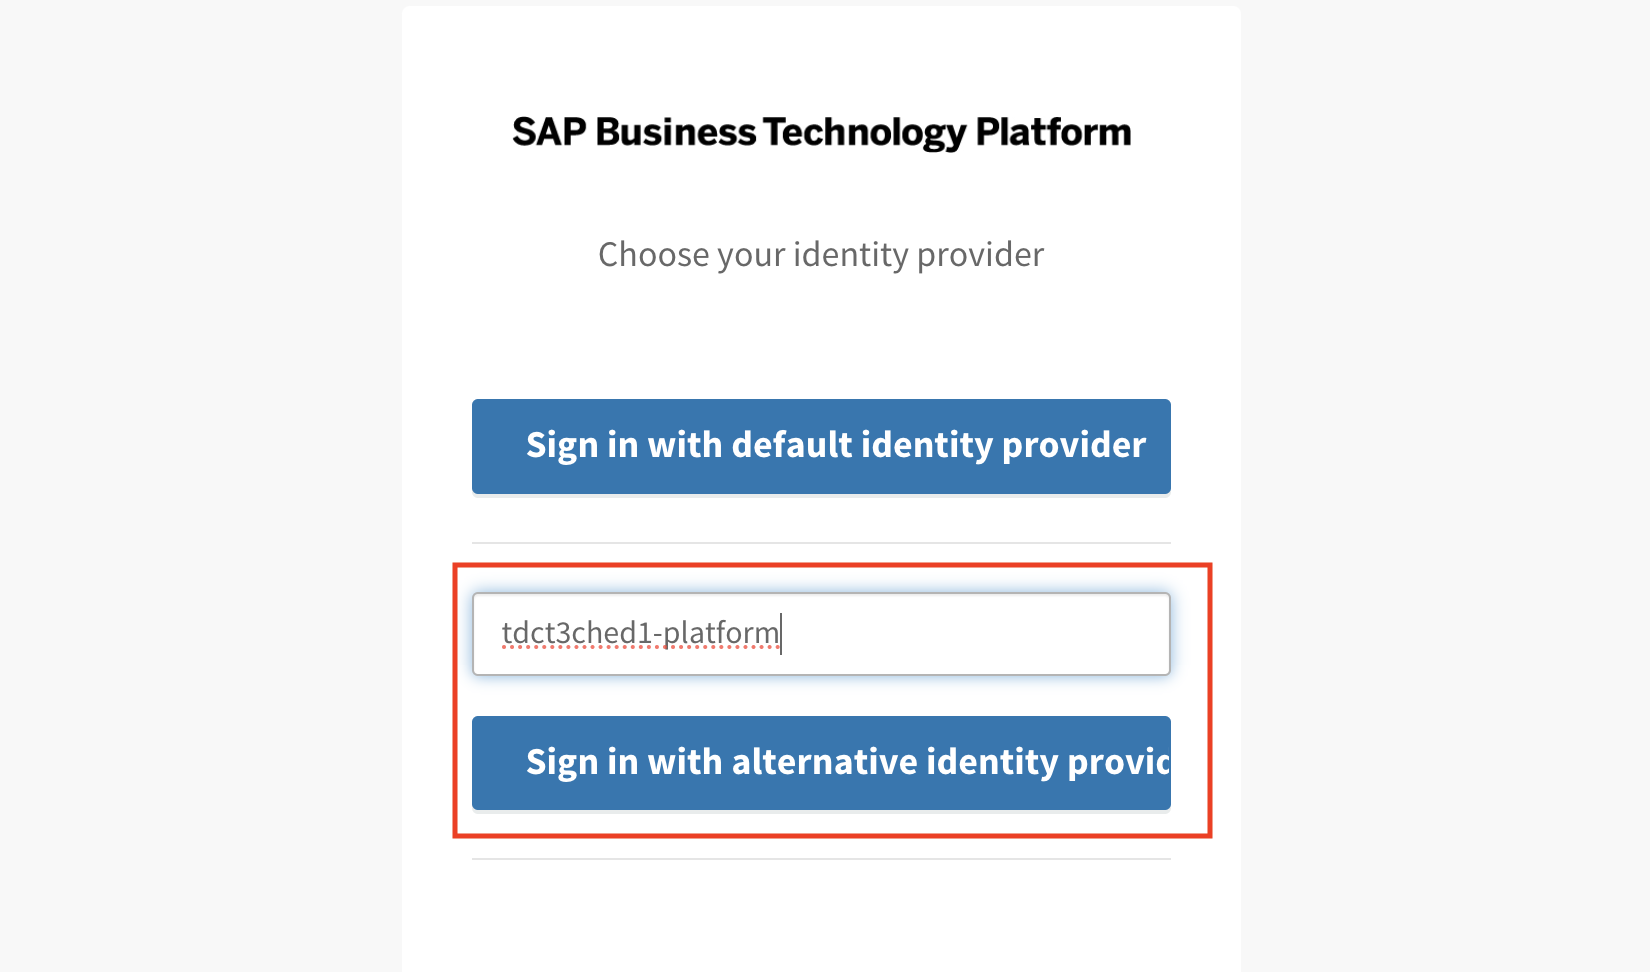 SAP Business Technology Platform
Choose your identity provider
Sign in with default identity provider
tdct3ched1-platform
Sign in with alternative identity provid